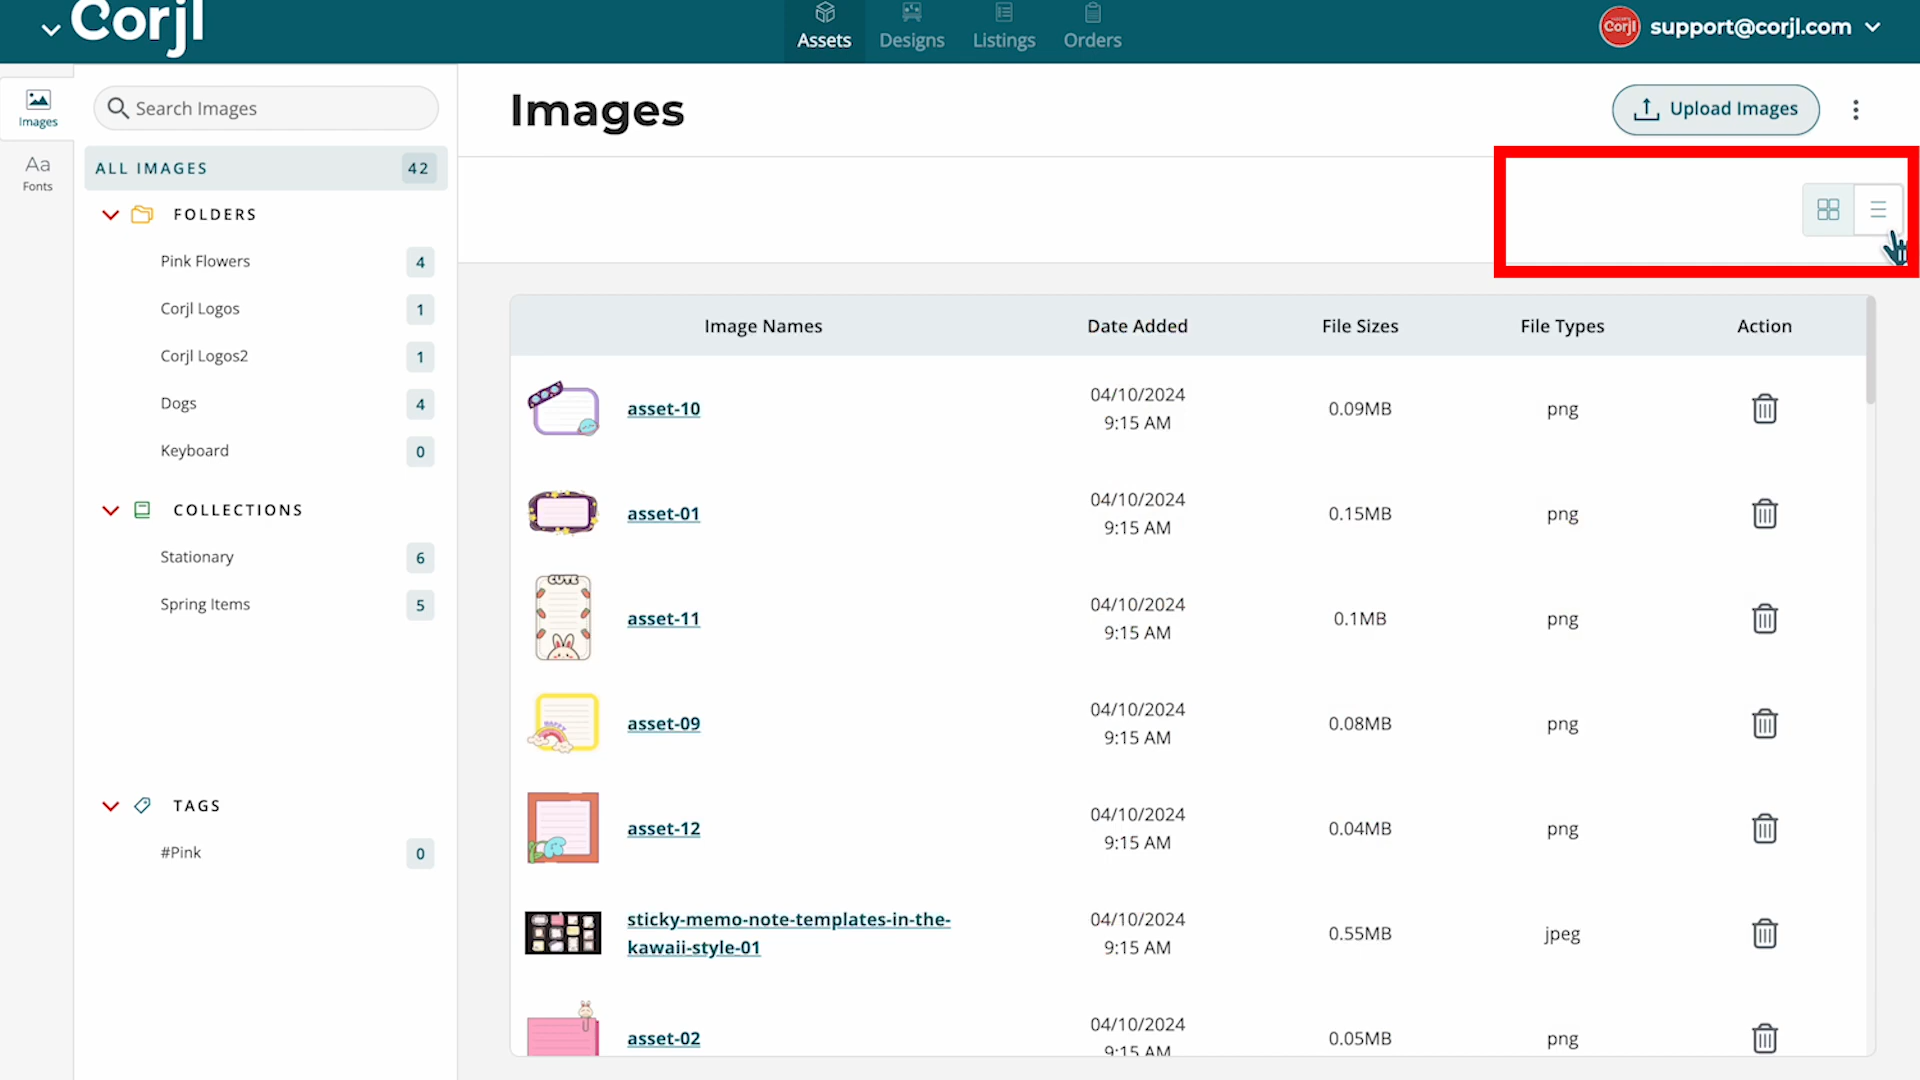 Corjl
Assets
Designs
Listings
Orders
Corjl
support@corjl.com
Images
Aa
Fonts
Search Images
ALL IMAGES
42
FOLDERS
Pink Flowers
4
Corjl Logos
1
Corjl Logos2
1
Dogs
4
Keyboard
0
COLLECTIONS
Stationary
6
Spring Items
5
TAGS
#Pink
0
Images
Upload Images
Image Names
Date Added
File Sizes
File Types
Action
asset-10
04/10/2024
9:15 AM
0.09MB
png
asset-01
04/10/2024
9:15 AM
0.15MB
png
CUTE
asset-11
04/10/2024
9:15 AM
0.1MB
png
HAPPY
asset-09
04/10/2024
9:15 AM
0.08MB
png
asset-12
04/10/2024
9:15 AM
0.04MB
png
sticky-memo-note-templates-in-the-
kawaii-style-01
04/10/2024
9:15 AM
0.55MB
jpeg
asset-02
04/10/2024
9:15 AM
0.05MB
png